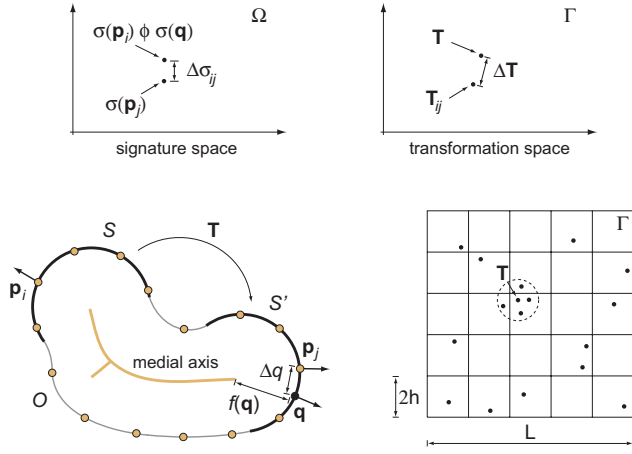 Ω
σ(p_i) ϕ σ(q)
Δσ_ij
σ(p_j)
signature space
Γ
T
ΔT
T_ij
transformation space
S
T
p_i
S'
p_j
medial axis
Δq
O
f(q)
q
Γ
T
2h
L